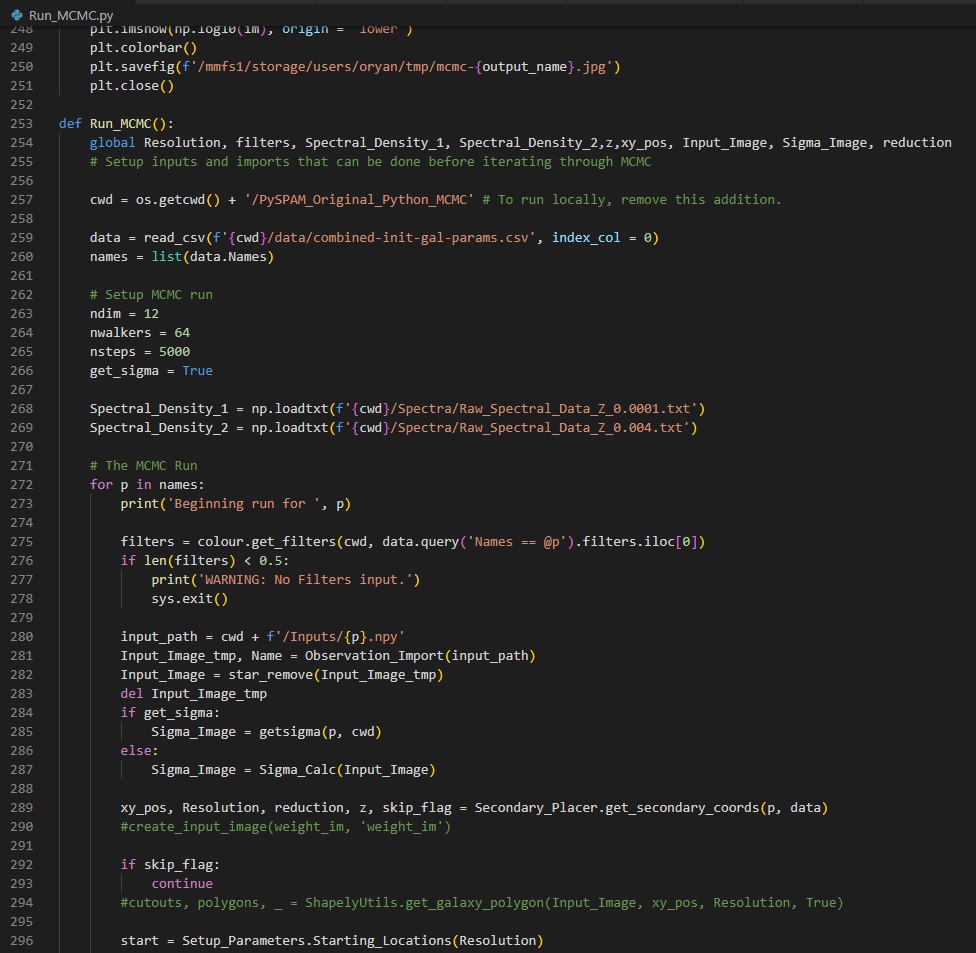 Run_MCMC.py
248 plt.imshow(np.log10(im), origin = 'lower')
249 plt.colorbar()
250 plt.savefig(f'/mmfs1/storage/users/oryan/tmp/mcmc-{output_name}.jpg')
251 plt.close()
252
253 def Run_MCMC():
254 global Resolution, filters, Spectral_Density_1, Spectral_Density_2,z,xy_pos, Input_Image, Sigma_Image, reduction
255 # Setup inputs and imports that can be done before iterating through MCMC
256
257 cwd = os.getcwd() + '/PySPAM_Original_Python_MCMC' # To run locally, remove this addition.
258
259 data = read_csv(f'{cwd}/data/combined-init-gal-params.csv', index_col = 0)
260 names = list(data.Names)
261
262 # Setup MCMC run
263 ndim = 12
264 nwalkers = 64
265 nsteps = 5000
266 get_sigma = True
267
268 Spectral_Density_1 = np.loadtxt(f'{cwd}/Spectra/Raw_Spectral_Data_Z_0.0001.txt')
269 Spectral_Density_2 = np.loadtxt(f'{cwd}/Spectra/Raw_Spectral_Data_Z_0.004.txt')
270
271 # The MCMC Run
272 for p in names:
273 print('Beginning run for ', p)
274
275 filters = colour.get_filters(cwd, data.query('Names == @p').filters.iloc[0])
276 if len(filters) < 0.5:
277 print('WARNING: No Filters input.')
278 sys.exit()
279
280 input_path = cwd + f'/Inputs/{p}.npy'
281 Input_Image_tmp, Name = Observation_Import(input_path)
282 Input_Image = star_remove(Input_Image_tmp)
283 del Input_Image_tmp
284 if get_sigma:
285 Sigma_Image = getsigma(p, cwd)
286 else:
287 Sigma_Image = Sigma_Calc(Input_Image)
288
289 xy_pos, Resolution, reduction, z, skip_flag = Secondary_Placer.get_secondary_coords(p, data)
290 #create_input_image(weight_im, 'weight_im')
291
292 if skip_flag:
293 continue
294 #cutouts, polygons, _ = ShapelyUtils.get_galaxy_polygon(Input_Image, xy_pos, Resolution, True)
295
296 start = Setup_Parameters.Starting_Locations(Resolution)